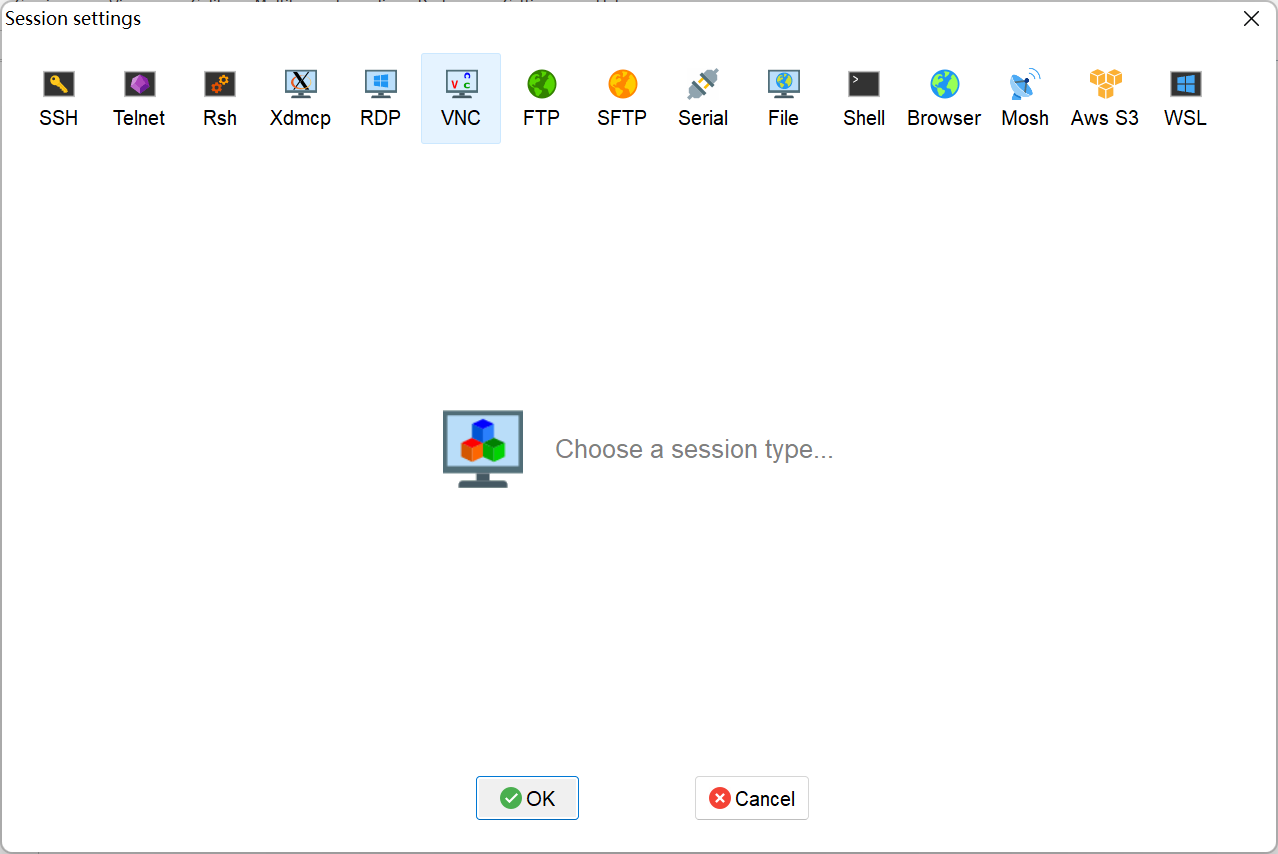 Session settings
SSH Telnet Rsh Xdmcp RDP VNC FTP SFTP Serial File Shell Browser Mosh Aws S3 WSL
Choose a session type...
OK Cancel